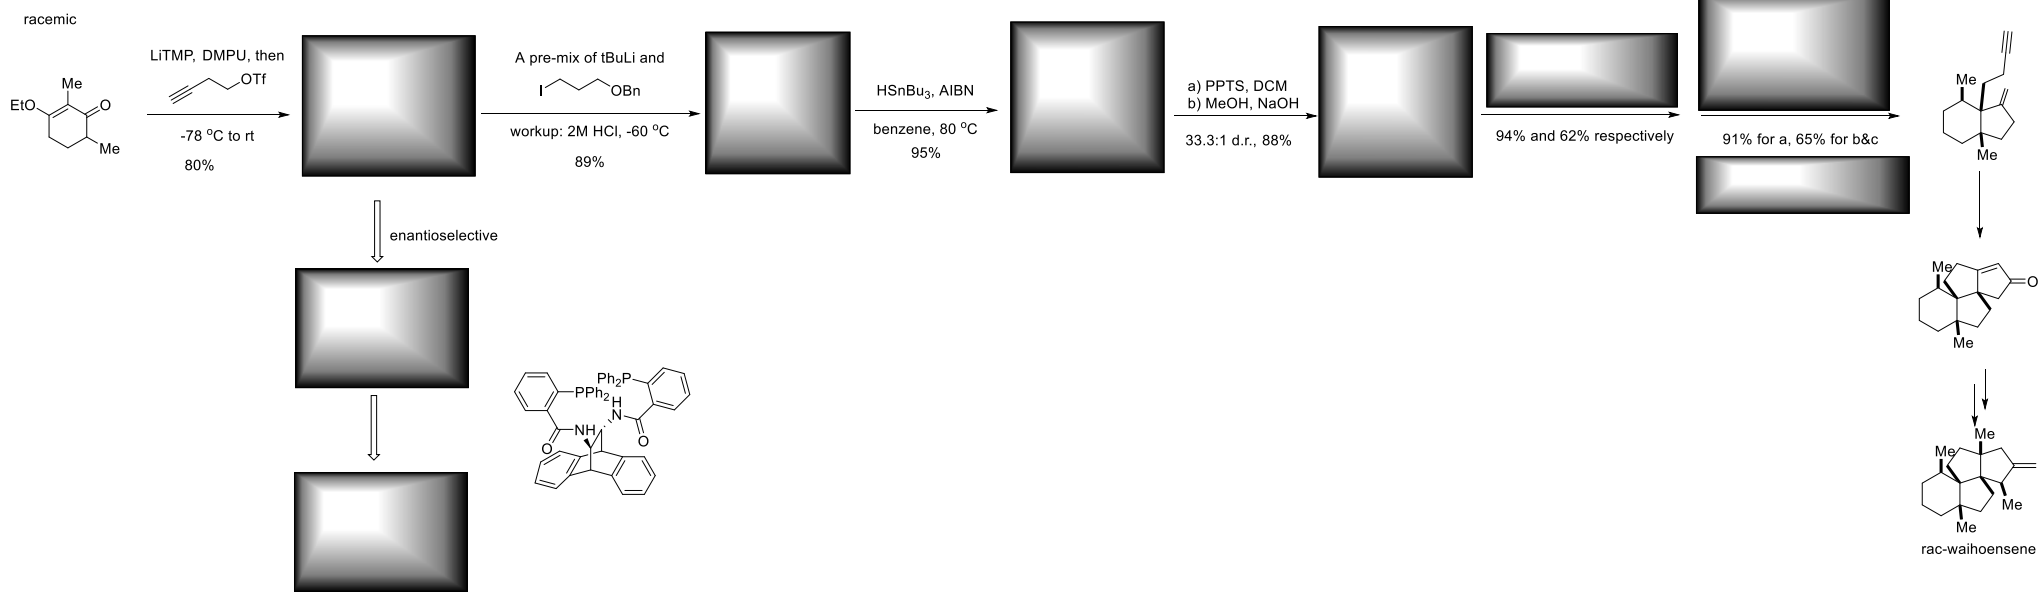 racemic
LiTMP, DMPU, then
OTf
-78 °C to rt
80%
EtO
Me
O
Me
A pre-mix of tBuLi and
I
OBn
workup: 2M HCl, -60 °C
89%
HSnBu3, AIBN
benzene, 80 °C
95%
a) PPTS, DCM
b) MeOH, NaOH
33.3:1 d.r., 88%
94% and 62% respectively
91% for a, 65% for b&c
Me
Me
enantioselective
Me
O
Me
Ph2P
PPh2
H
N
NH
O
O
Me
Me
Me
Me
rac-waihoensene